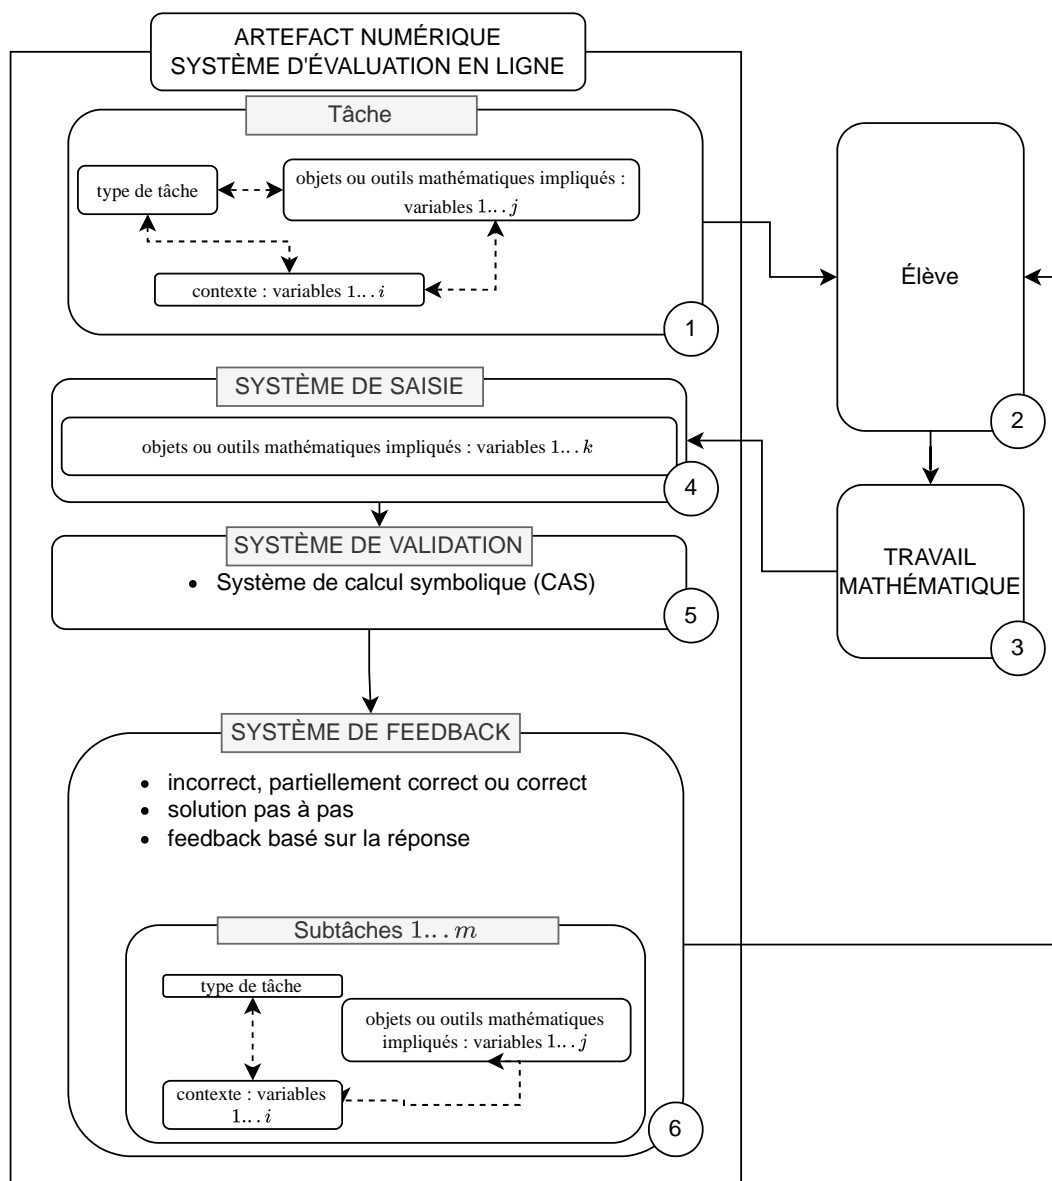 ARTEFACT NUMÉRIQUE
SYSTÈME D'ÉVALUATION EN LIGNE
Tâche
type de tâche
objets ou outils mathématiques impliqués :
variables 1...j
contexte : variables 1...i
1
Élève
2
SYSTÈME DE SAISIE
objets ou outils mathématiques impliqués : variables 1...k
4
TRAVAIL
MATHÉMATIQUE
3
SYSTÈME DE VALIDATION
• Système de calcul symbolique (CAS)
5
SYSTÈME DE FEEDBACK
• incorrect, partiellement correct ou correct
• solution pas à pas
• feedback basé sur la réponse
Subtâches 1...m
type de tâche
objets ou outils mathématiques
impliqués : variables 1...j
contexte : variables
1...i
6